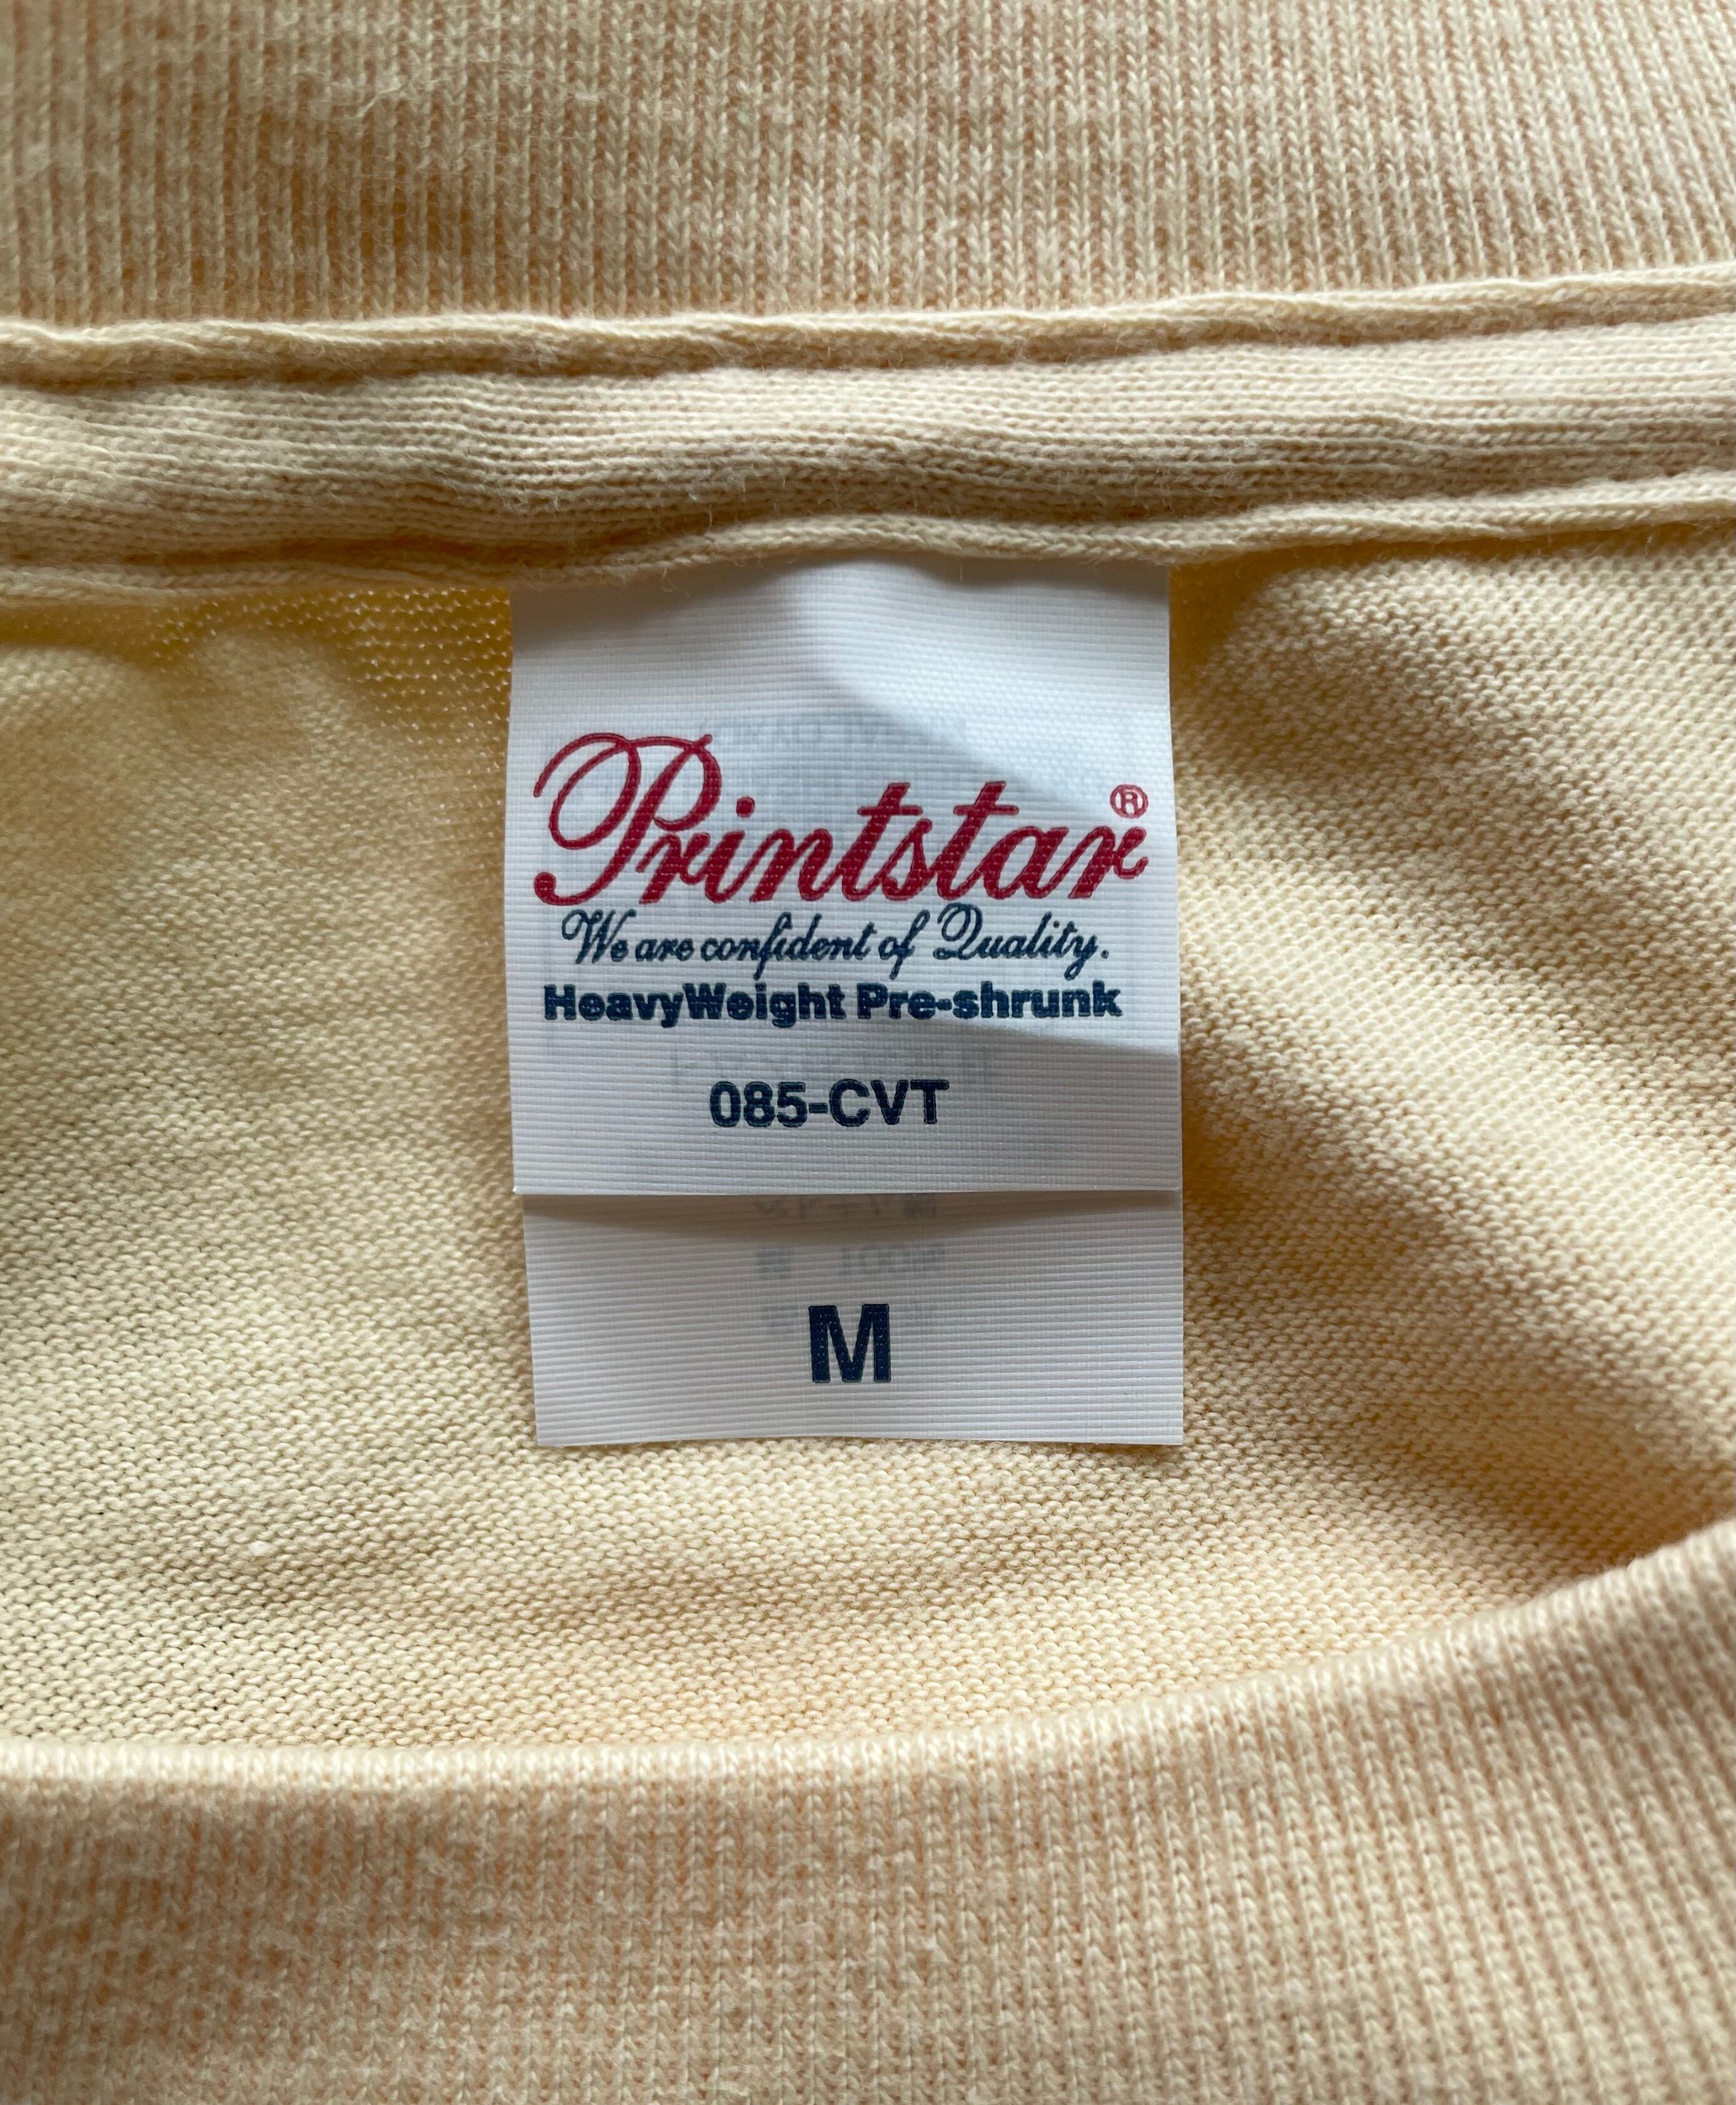 Printstar®
We are confident of Quality.
HeavyWeight Pre-shrunk
085-CVT
M